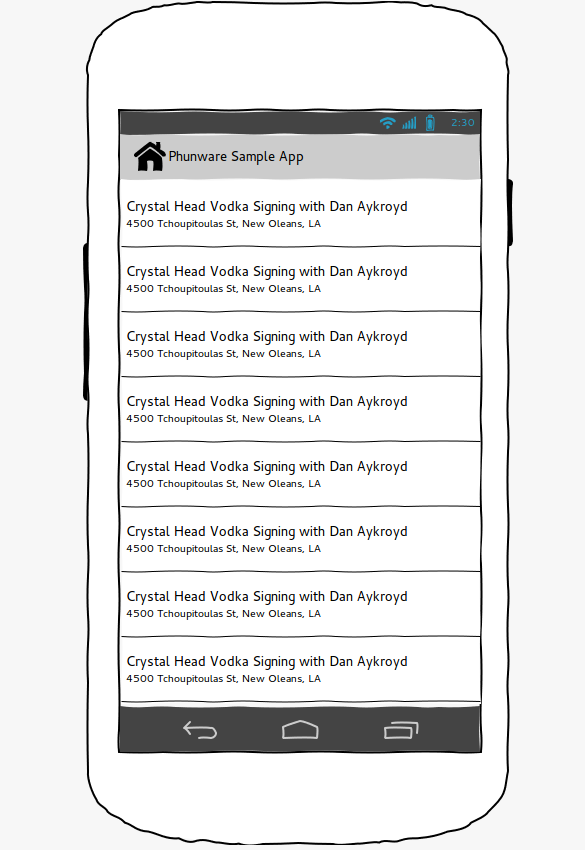 2:30
Phunware Sample App
Crystal Head Vodka Signing with Dan Aykroyd
4500 Tchoupitoulas St, New Oleans, LA
Crystal Head Vodka Signing with Dan Aykroyd
4500 Tchoupitoulas St, New Oleans, LA
Crystal Head Vodka Signing with Dan Aykroyd
4500 Tchoupitoulas St, New Oleans, LA
Crystal Head Vodka Signing with Dan Aykroyd
4500 Tchoupitoulas St, New Oleans, LA
Crystal Head Vodka Signing with Dan Aykroyd
4500 Tchoupitoulas St, New Oleans, LA
Crystal Head Vodka Signing with Dan Aykroyd
4500 Tchoupitoulas St, New Oleans, LA
Crystal Head Vodka Signing with Dan Aykroyd
4500 Tchoupitoulas St, New Oleans, LA
Crystal Head Vodka Signing with Dan Aykroyd
4500 Tchoupitoulas St, New Oleans, LA